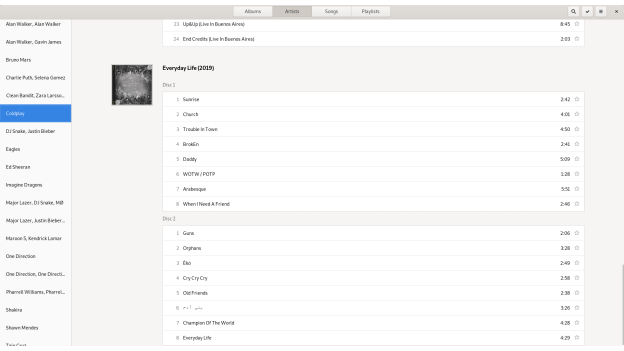 Albums Artists Songs Playlists
Alan Walker, Alan Walker
Alan Walker, Gavin James
Bruno Mars
Charlie Puth, Selena Gomez
Clean Bandit, Zara Larsso...
Coldplay
DJ Snake, Justin Bieber
Eagles
Ed Sheeran
Imagine Dragons
Major Lazer, DJ Snake, MØ
Major Lazer, Justin Bieber...
Maroon 5, Kendrick Lamar
One Direction
One Direction, One Directi...
Pharrell Williams, Pharrel...
Shakira
Shawn Mendes
23 Up&Up (Live In Buenos Aires) 8:45
24 End Credits (Live In Buenos Aires) 2:03
Everyday Life (2019)
Disc 1
1 Sunrise 2:42
2 Church 4:01
3 Trouble In Town 4:50
4 BrokEn 2:41
5 Daddy 5:09
6 WOTW / POTP 1:28
7 Arabesque 5:51
8 When I Need A Friend 2:46
Disc 2
1 Guns 2:06
2 Orphans 3:28
3 Èko 2:49
4 Cry Cry Cry 2:58
5 Old Friends 2:38
6 بنی آدم 3:26
7 Champion Of The World 4:28
8 Everyday Life 4:29